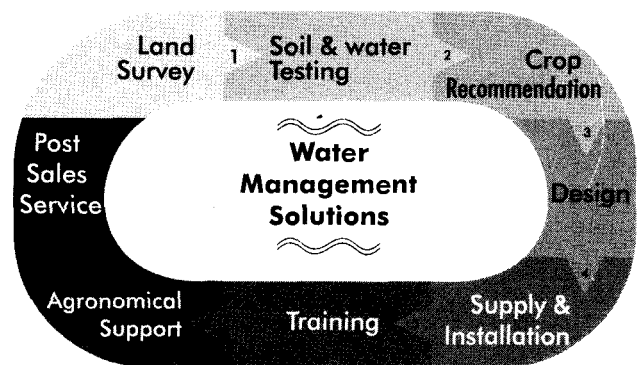 Land
Survey
1
Soil & water
Testing
2
Crop
Recommendation
3
Design
4
Supply &
Installation
Training
Agronomical
Support
Post
Sales
Service
Water
Management
Solutions